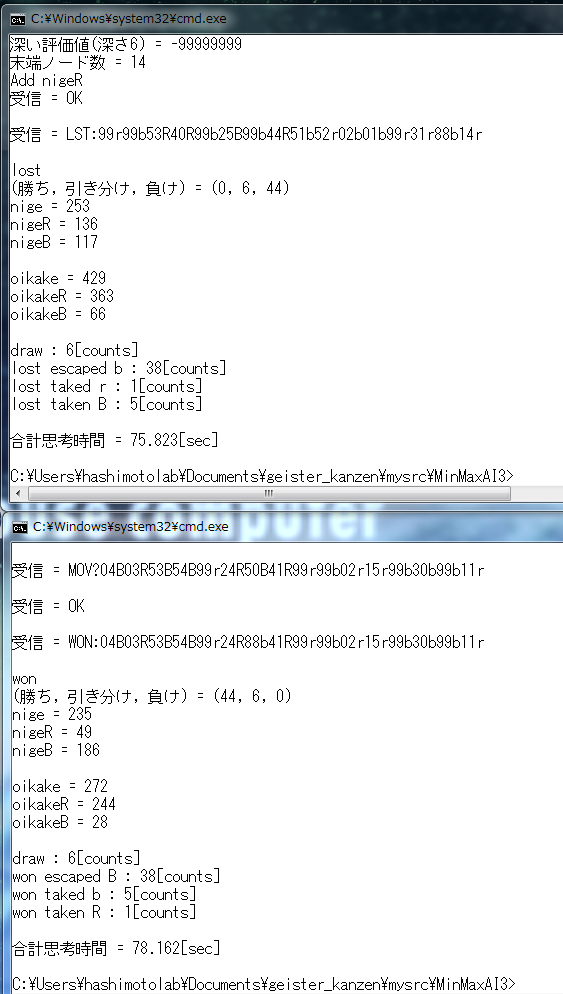 C:¥Windows¥system32¥cmd.exe
深い評価値(深さ6) = -99999999
末端ノード数 = 14
Add nigeR
受信 = OK
受信 = LST:99r99b53R40R99b25B99b44R51b52r02b01b99r31r88b14r
lost
(勝ち, 引き分け, 負け) = (0, 6, 44)
nige = 253
nigeR = 136
nigeB = 117
oikake = 429
oikakeR = 363
oikakeB = 66
draw : 6[counts]
lost escaped b : 38[counts]
lost taked r : 1[counts]
lost taken B : 5[counts]
合計思考時間 = 75.823[sec]
C:¥Users¥hashimotolab¥Documents¥geister_kanzen¥mysrc¥MinMaxAI3>
C:¥Windows¥system32¥cmd.exe
受信 = MOV?04B03R53B54B99r24R50B41R99r99b02r15r99b30b99b11r
受信 = OK
受信 = WON:04B03R53B54B99r24R88b41R99r99b02r15r99b30b99b11r
won
(勝ち, 引き分け, 負け) = (44, 6, 0)
nige = 235
nigeR = 49
nigeB = 186
oikake = 272
oikakeR = 244
oikakeB = 28
draw : 6[counts]
won escaped B : 38[counts]
won taked b : 5[counts]
won taken R : 1[counts]
合計思考時間 = 78.162[sec]
C:¥Users¥hashimotolab¥Documents¥geister_kanzen¥mysrc¥MinMaxAI3>